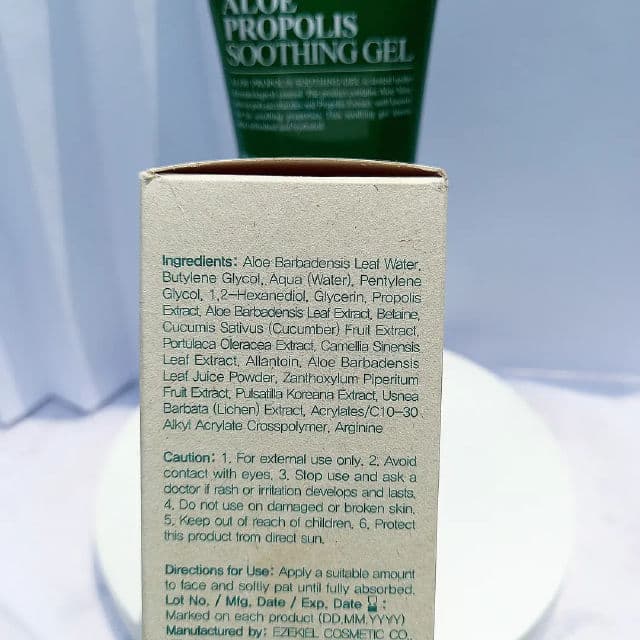 ALOE
PROPOLIS
SOOTHING GEL
Ingredients: Aloe Barbadensis Leaf Water,
Butylene Glycol, Aqua (Water), Pentylene
Glycol, 1,2-Hexanediol, Glycerin, Propolis
Extract, Aloe Barbadensis Leaf Extract, Betaine,
Cucumis Sativus (Cucumber) Fruit Extract,
Portulaca Oleracea Extract, Camellia Sinensis
Leaf Extract, Allantoin, Aloe Barbadensis
Leaf Juice Powder, Zanthoxylum Piperitum
Fruit Extract, Pulsatilla Koreana Extract, Usnea
Barbata (Lichen) Extract, Acrylates/C10-30
Alkyl Acrylate Crosspolymer, Arginine
Caution: 1. For external use only. 2. Avoid
contact with eyes. 3. Stop use and ask a
doctor if rash or irritation develops and lasts.
4. Do not use on damaged or broken skin.
5. Keep out of reach of children. 6. Protect
this product from direct sun.
Directions for Use: Apply a suitable amount
to face and softly pat until fully absorbed.
Lot No. / Mfg. Date / Exp. Date :
Marked on each product (DD.MM.YYYY)
Manufactured by: EZEKIEL COSMETIC CO.,